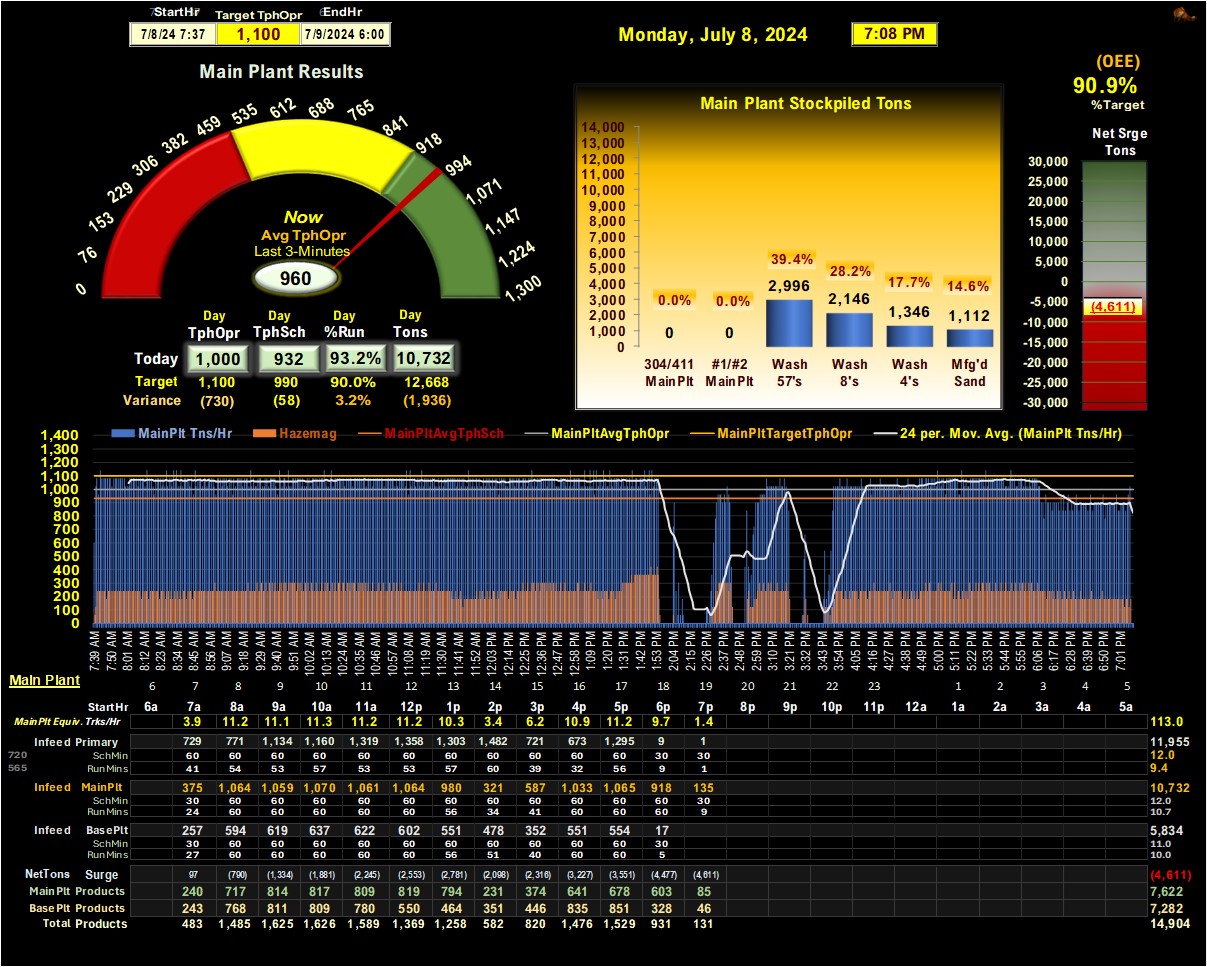 StartHr Target TphOpr EndHr
7/8/24 7:37 1,100 7/9/2024 6:00
Monday, July 8, 2024 7:08 PM
(OEE)
90.9%
%Target
Main Plant Results
0 76 153 229 306 382 459 535 612 688 765 841 918 994 1,071 1,147 1,224 1,300
Now
Avg TphOpr
Last 3-Minutes
960
Day Day Day Day
TphOpr TphSch %Run Tons
Today 1,000 932 93.2% 10,732
Target 1,100 990 90.0% 12,668
Variance (730) (58) 3.2% (1,936)
Main Plant Stockpiled Tons
14,000
13,000
12,000
11,000
10,000
9,000
8,000
7,000
6,000
5,000
4,000
3,000
2,000
1,000
0
0.0% 0.0% 39.4% 28.2% 17.7% 14.6%
0 0 2,996 2,146 1,346 1,112
304/411 #1/#2 Wash Wash Wash Mfg'd
MainPlt MainPlt 57's 8's 4's Sand
Net Srge
Tons
30,000
25,000
20,000
15,000
10,000
5,000
0
-5,000
-10,000
-15,000
-20,000
-25,000
-30,000
(4,611)
MainPlt Tns/Hr Hazemag MainPltAvgTphSch MainPltAvgTphOpr MainPltTargetTphOpr 24 per. Mov. Avg. (MainPlt Tns/Hr)
1,400
1,300
1,200
1,100
1,000
900
800
700
600
500
400
300
200
100
0
7:39 AM 7:50 AM 8:01 AM 8:12 AM 8:34 AM 8:45 AM 8:56 AM 9:07 AM 9:18 AM 9:29 AM 9:40 AM 9:51 AM 10:02 AM 10:13 AM 10:24 AM 10:35 AM 10:46 AM 10:57 AM 11:08 AM 11:19 AM 11:30 AM 11:41 AM 11:52 AM 12:03 PM 12:14 PM 12:25 PM 12:36 PM 12:47 PM 12:58 PM 1:09 PM 1:20 PM 1:31 PM 1:42 PM 1:53 PM 2:04 PM 2:15 PM 2:26 PM 2:37 PM 2:48 PM 2:59 PM 3:10 PM 3:21 PM 3:43 PM 3:54 PM 4:05 PM 4:16 PM 4:27 PM 4:38 PM 4:49 PM 5:00 PM 5:11 PM 5:22 PM 5:33 PM 5:44 PM 5:55 PM 6:06 PM 6:17 PM 6:28 PM 6:39 PM 6:50 PM 7:01 PM
Main Plant 6 7 8 9 10 11 12 13 14 15 16 17 18 19 20 21 22 23 1 2 3 4 5
StartHr 6a 7a 8a 9a 10a 11a 12p 1p 2p 3p 4p 5p 6p 7p 8p 9p 10p 11p 12a 1a 2a 3a 4a 5a
MainPlt Equiv. Trks/Hr 3.9 11.2 11.1 11.3 11.2 11.2 10.3 3.4 6.2 10.9 11.2 9.7 1.4 113.0
Infeed Primary 729 771 1,134 1,160 1,319 1,358 1,303 1,482 721 673 1,295 9 1 11,955
720 SchMin 60 60 60 60 60 60 60 60 60 60 60 30 30 12.0
565 RunMins 41 54 53 57 53 53 57 60 39 32 56 9 1 9.4
Infeed MainPlt 375 1,064 1,059 1,070 1,061 1,064 980 321 587 1,033 1,065 918 135 10,732
SchMin 30 60 60 60 60 60 60 60 60 60 60 60 30 12.0
RunMins 24 60 60 60 60 60 56 34 41 60 60 60 9 10.7
Infeed BasePlt 257 594 619 637 622 602 551 478 352 551 554 17 5,834
SchMin 30 60 60 60 60 60 60 60 60 60 60 30 11.0
RunMins 27 60 60 60 60 60 56 51 40 60 60 5 10.0
NetTons Surge 97 (790) (1,334) (1,881) (2,245) (2,553) (2,781) (2,098) (2,316) (3,227) (3,551) (4,477) (4,611) (4,611)
MainPlt Products 240 717 814 817 809 819 794 231 374 641 678 603 85 7,622
BasePlt Products 243 768 811 809 780 550 464 351 446 835 851 328 46 7,282
Total Products 483 1,485 1,625 1,626 1,589 1,369 1,258 582 820 1,476 1,529 931 131 14,904